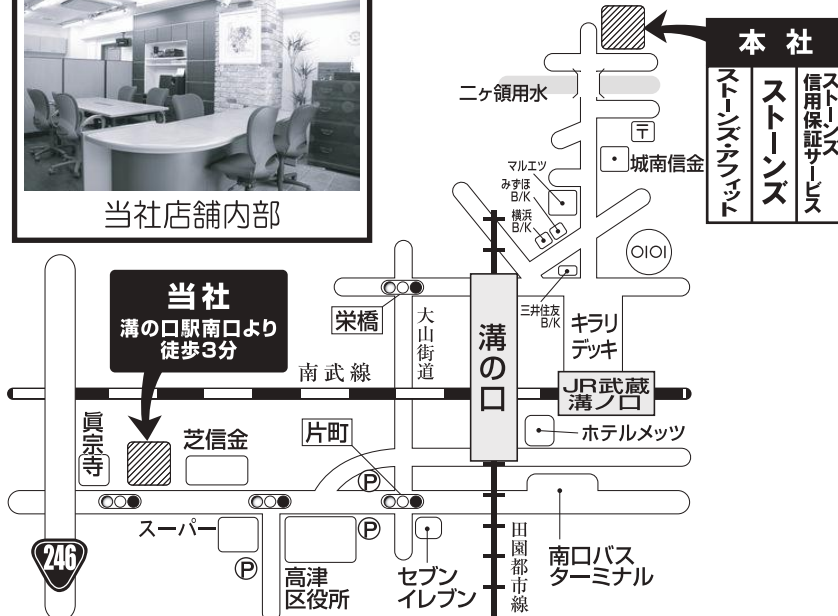 当社店舗内部
本社
ストーンズ・アフィット
ストーンズ
ストーンズ
信用保証サービス
二ヶ領用水
〒
城南信金
マルエツ
みずほ
B/K
横浜
B/K
OIOI
三井住友
B/K
キラリ
デッキ
当社
溝の口駅南口より
徒歩3分
栄橋
大山街道
溝の口
南武線
JR武蔵
溝ノ口
眞宗寺
芝信金
片町
ホテルメッツ
P
スーパー
P
P
246
高津
区役所
セブン
イレブン
田園都市線
南口バス
ターミナル